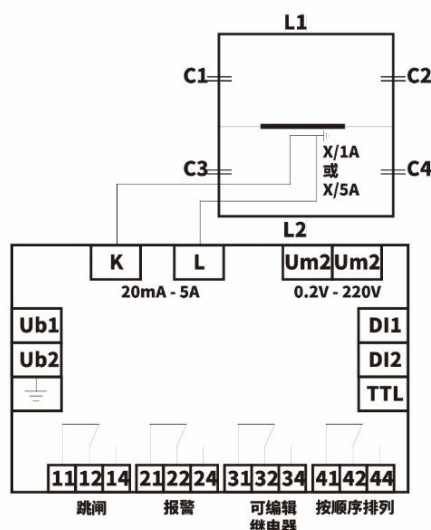 L1
C1
C2
X/1A
或
X/5A
C3
C4
L2
K
L
Um2
Um2
20mA - 5A
0.2V - 220V
Ub1
Ub2
DI1
DI2
TTL
11
12
14
21
22
24
31
32
34
41
42
44
跳闸
报警
可编辑
继电器
按顺序排列